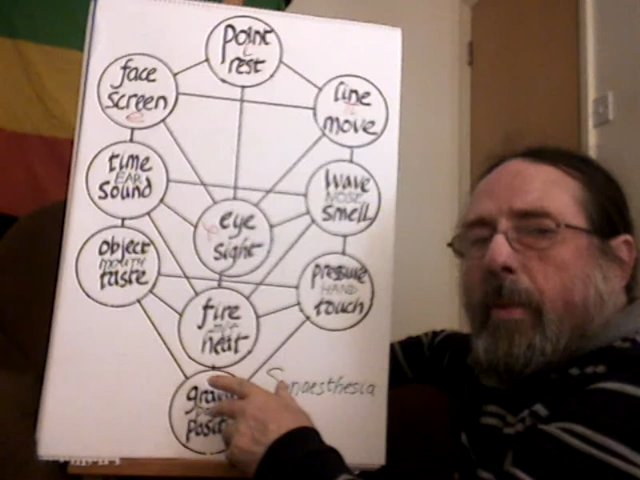 point
rest
face
screen
e
line
move
time
EAR
sound
wave
NOSE
smell
eye
sight
object
MOUTH
taste
pressure
HAND
touch
fire
heat
Synaesthesia